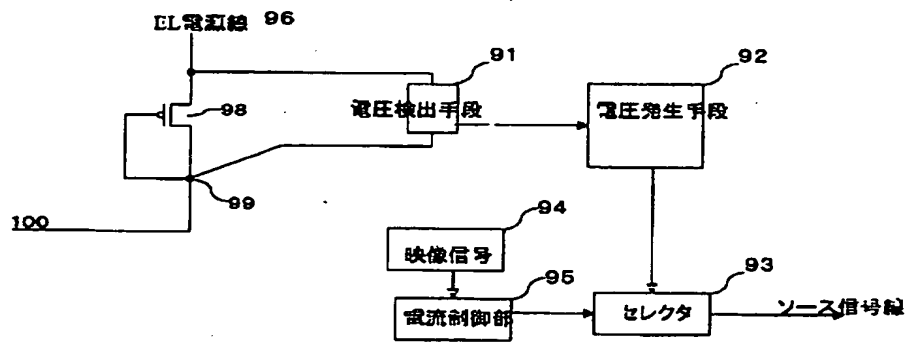 EL電源線 96
91
92
電圧検出手段
電圧発生手段
98
99
100
94
映像信号
95
93
電流制御部
セレクタ
ソース信号線